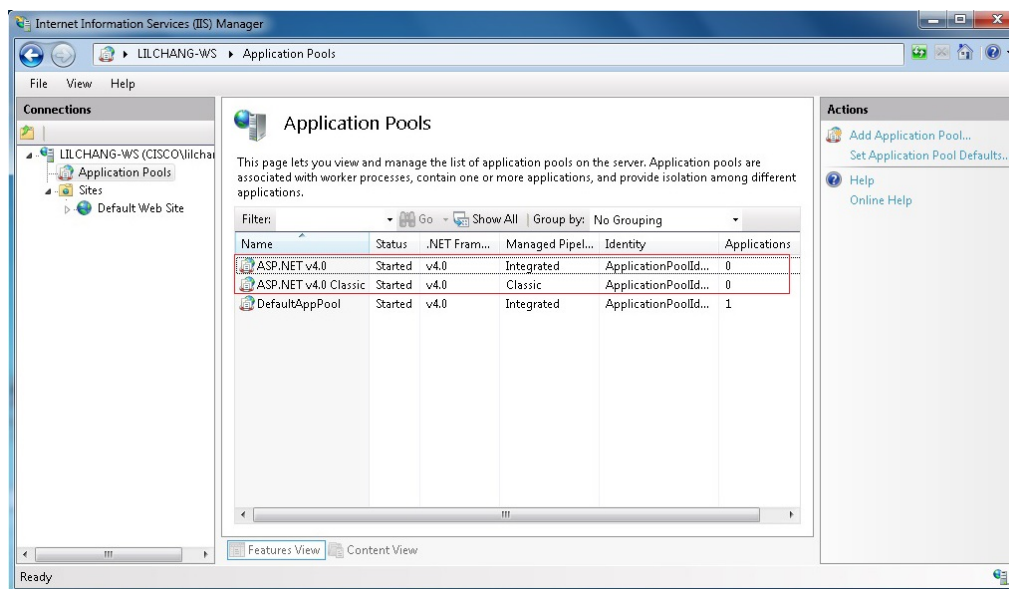 Internet Information Services (IIS) Manager
LILCHANG-WS Application Pools
File View Help
Connections
LILCHANG-WS (CISCO\lilchar
Application Pools
Sites
Default Web Site
Application Pools
This page lets you view and manage the list of application pools on the server. Application pools are
associated with worker processes, contain one or more applications, and provide isolation among different
applications.
Filter: Go Show All | Group by: No Grouping
Name Status .NET Fram... Managed Pipel... Identity Applications
ASP.NET v4.0 Started v4.0 Integrated ApplicationPoolId... 0
ASP.NET v4.0 Classic Started v4.0 Classic ApplicationPoolId... 0
DefaultAppPool Started v4.0 Integrated ApplicationPoolId... 1
Features View Content View
Actions
Add Application Pool...
Set Application Pool Defaults...
Help
Online Help
Ready